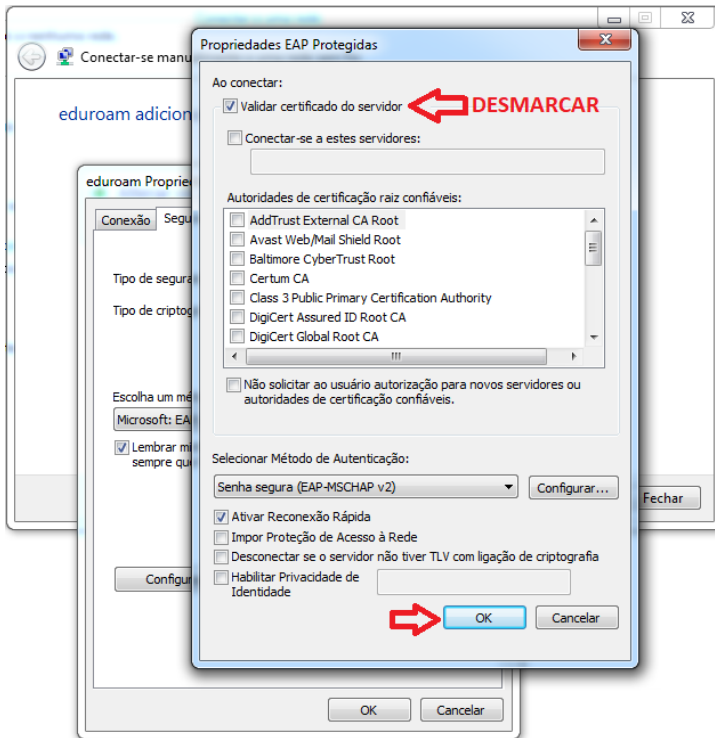 Propriedades EAP Protegidas
Conectar-se manu
Ao conectar:
Validar certificado do servidor
DESMARCAR
eduroam adicion
Conectar-se a estes servidores:
eduroam Proprie
Autoridades de certificação raiz confiáveis:
Conexão
Segu
AddTrust External CA Root
Avast Web/Mail Shield Root
Baltimore CyberTrust Root
Tipo de segura
Certum CA
Class 3 Public Primary Certification Authority
Tipo de criptog
DigiCert Assured ID Root CA
DigiCert Global Root CA
Não solicitar ao usuário autorização para novos servidores ou
autoridades de certificação confiáveis.
Escolha um mé
Microsoft: EA
Lembrar mi
sempre que
Selecionar Método de Autenticação:
Senha segura (EAP-MSCHAP v2)
Configurar...
Fechar
Ativar Reconexão Rápida
Impor Proteção de Acesso à Rede
Desconectar se o servidor não tiver TLV com ligação de criptografia
Habilitar Privacidade de
Identidade
Configur
OK
Cancelar
OK
Cancelar